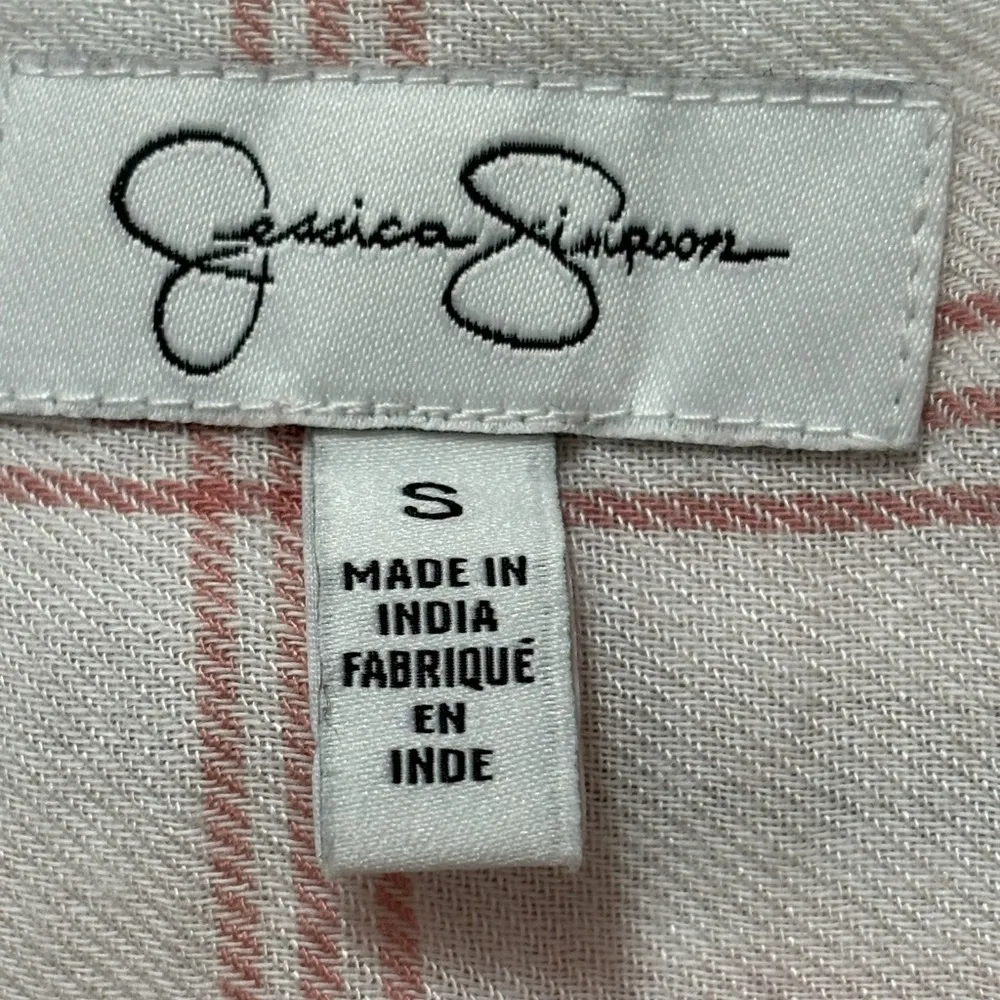 Jessica Simpson
S
MADE IN
INDIA
FABRIQUÉ
EN
INDE